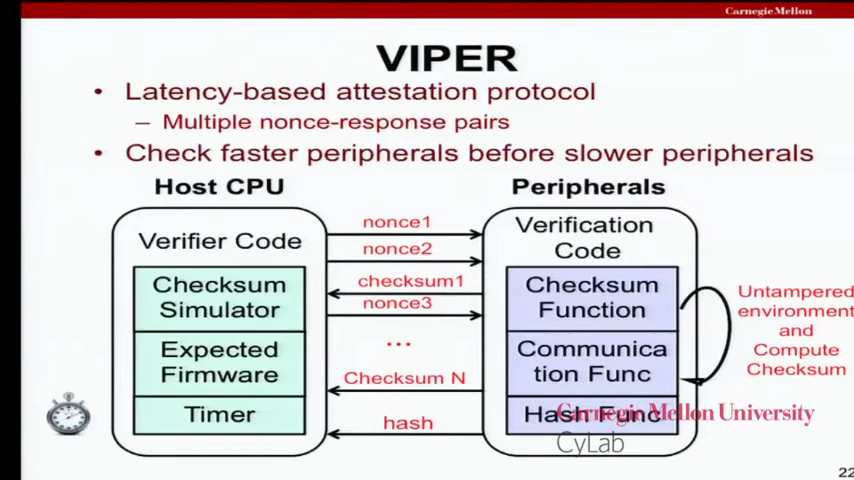 Carnegie Mellon
VIPER
• Latency-based attestation protocol
– Multiple nonce-response pairs
• Check faster peripherals before slower peripherals
Host CPU
Peripherals
Verifier Code
Checksum
Simulator
Expected
Firmware
Timer
nonce1
nonce2
checksum1
nonce3
...
Checksum N
hash
Verification
Code
Checksum
Function
Communica
tion Func
Hash Func
Untampered
environment
and
Compute
Checksum
Carnegie Mellon University
CyLab
22